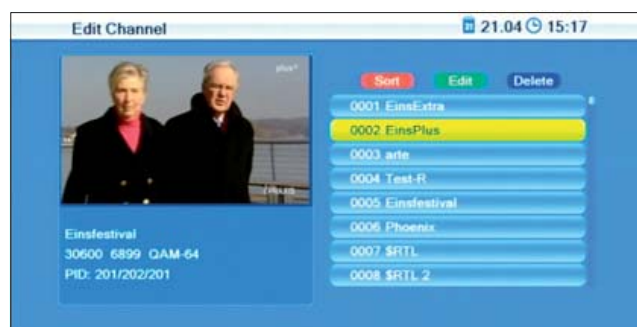 Edit Channel
21.04 15:17
plus
Sort Edit Delete
0001 EinsExtra
0002 EinsPlus
0003 arte
0004 Test-R
0005 Einsfestival
0006 Phoenix
0007 $RTL
0008 $RTL 2
Einsfestival
30600 6899 QAM-64
PID: 201/202/201